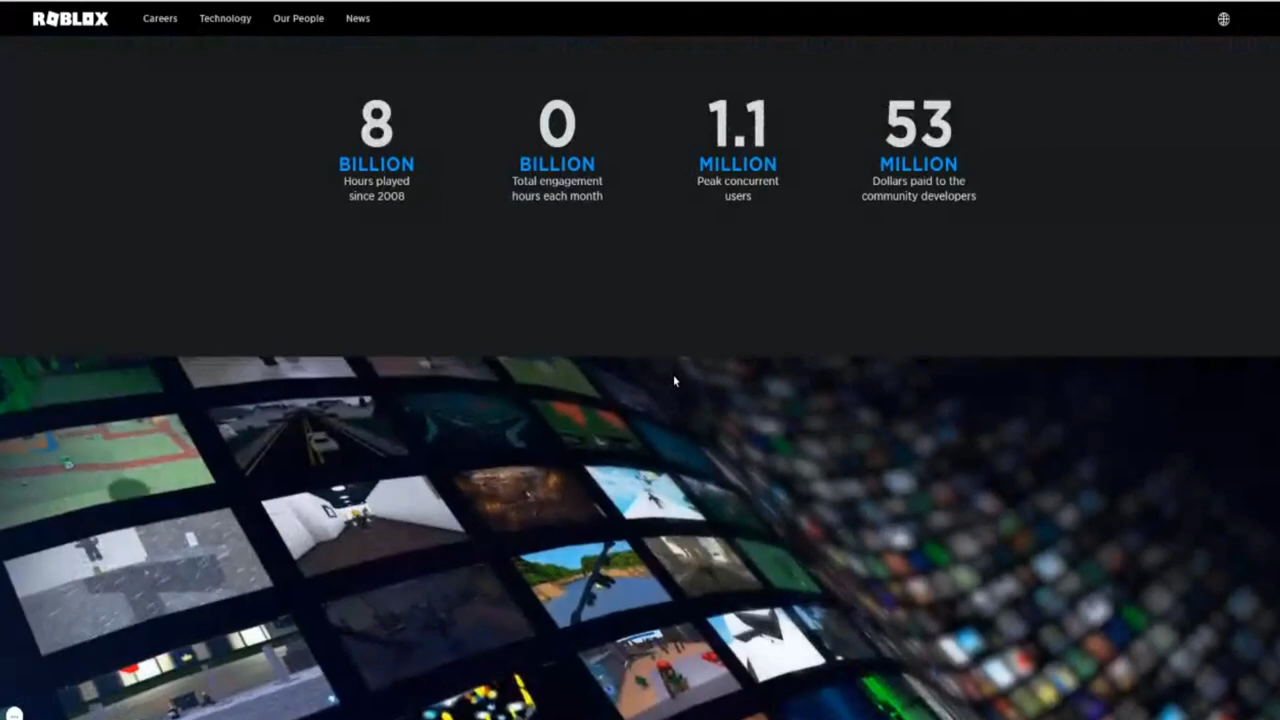 ROBLOX Careers Technology Our People News
8 0 1.1 53
BILLION BILLION MILLION MILLION
Hours played Total engagement Peak concurrent Dollars paid to the
since 2008 hours each month users community developers